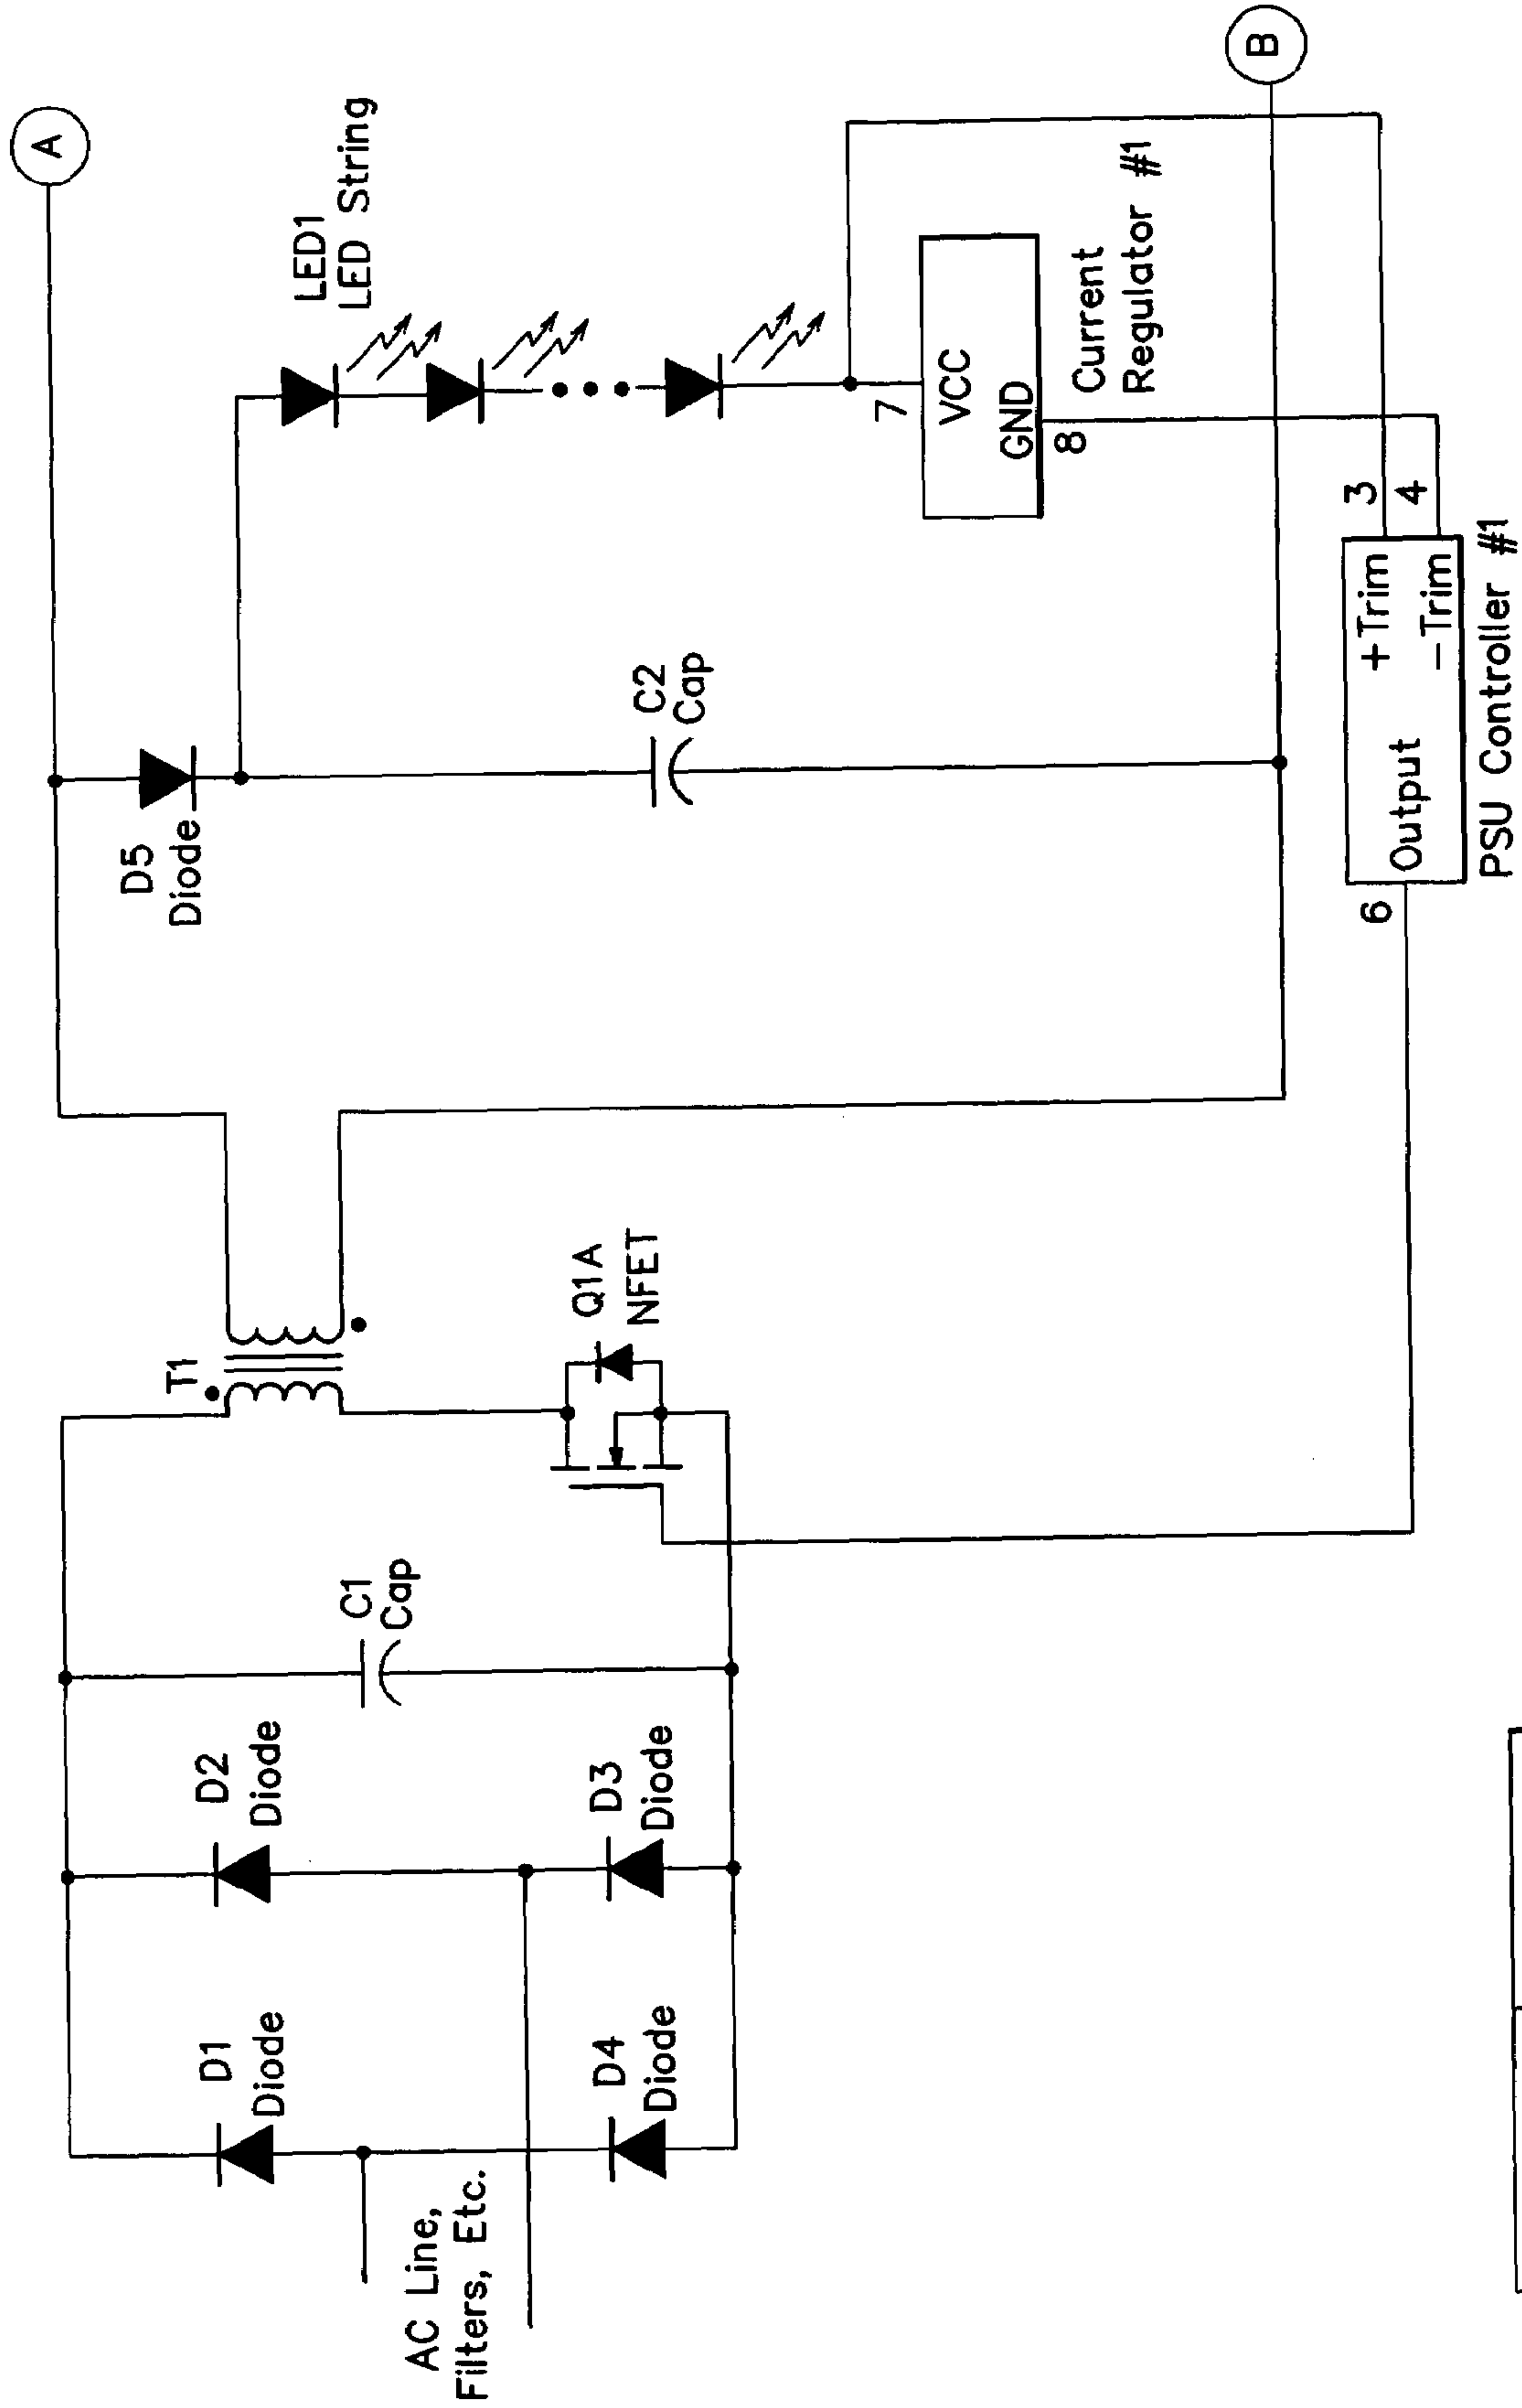 A
LED1
LED String
D5
Diode
C2
Cap
7
VCC
GND
8
Current
Regulator #1
B
T1
Q1A
NFET
C1
Cap
D2
Diode
D1
Diode
D3
Diode
D4
Diode
AC Line,
Filters, Etc.
3
+Trim
4
−Trim
Output
6
PSU Controller #1